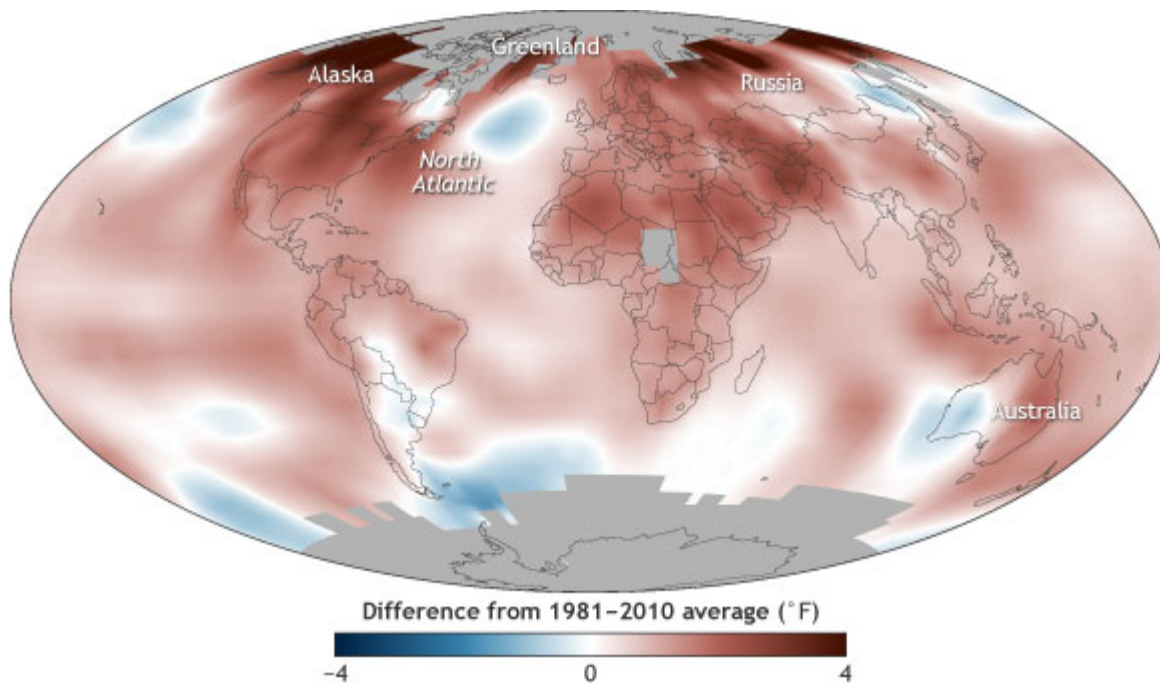 Greenland
Alaska
Russia
North
Atlantic
Australia
Difference from 1981–2010 average (°F)
−4 0 4